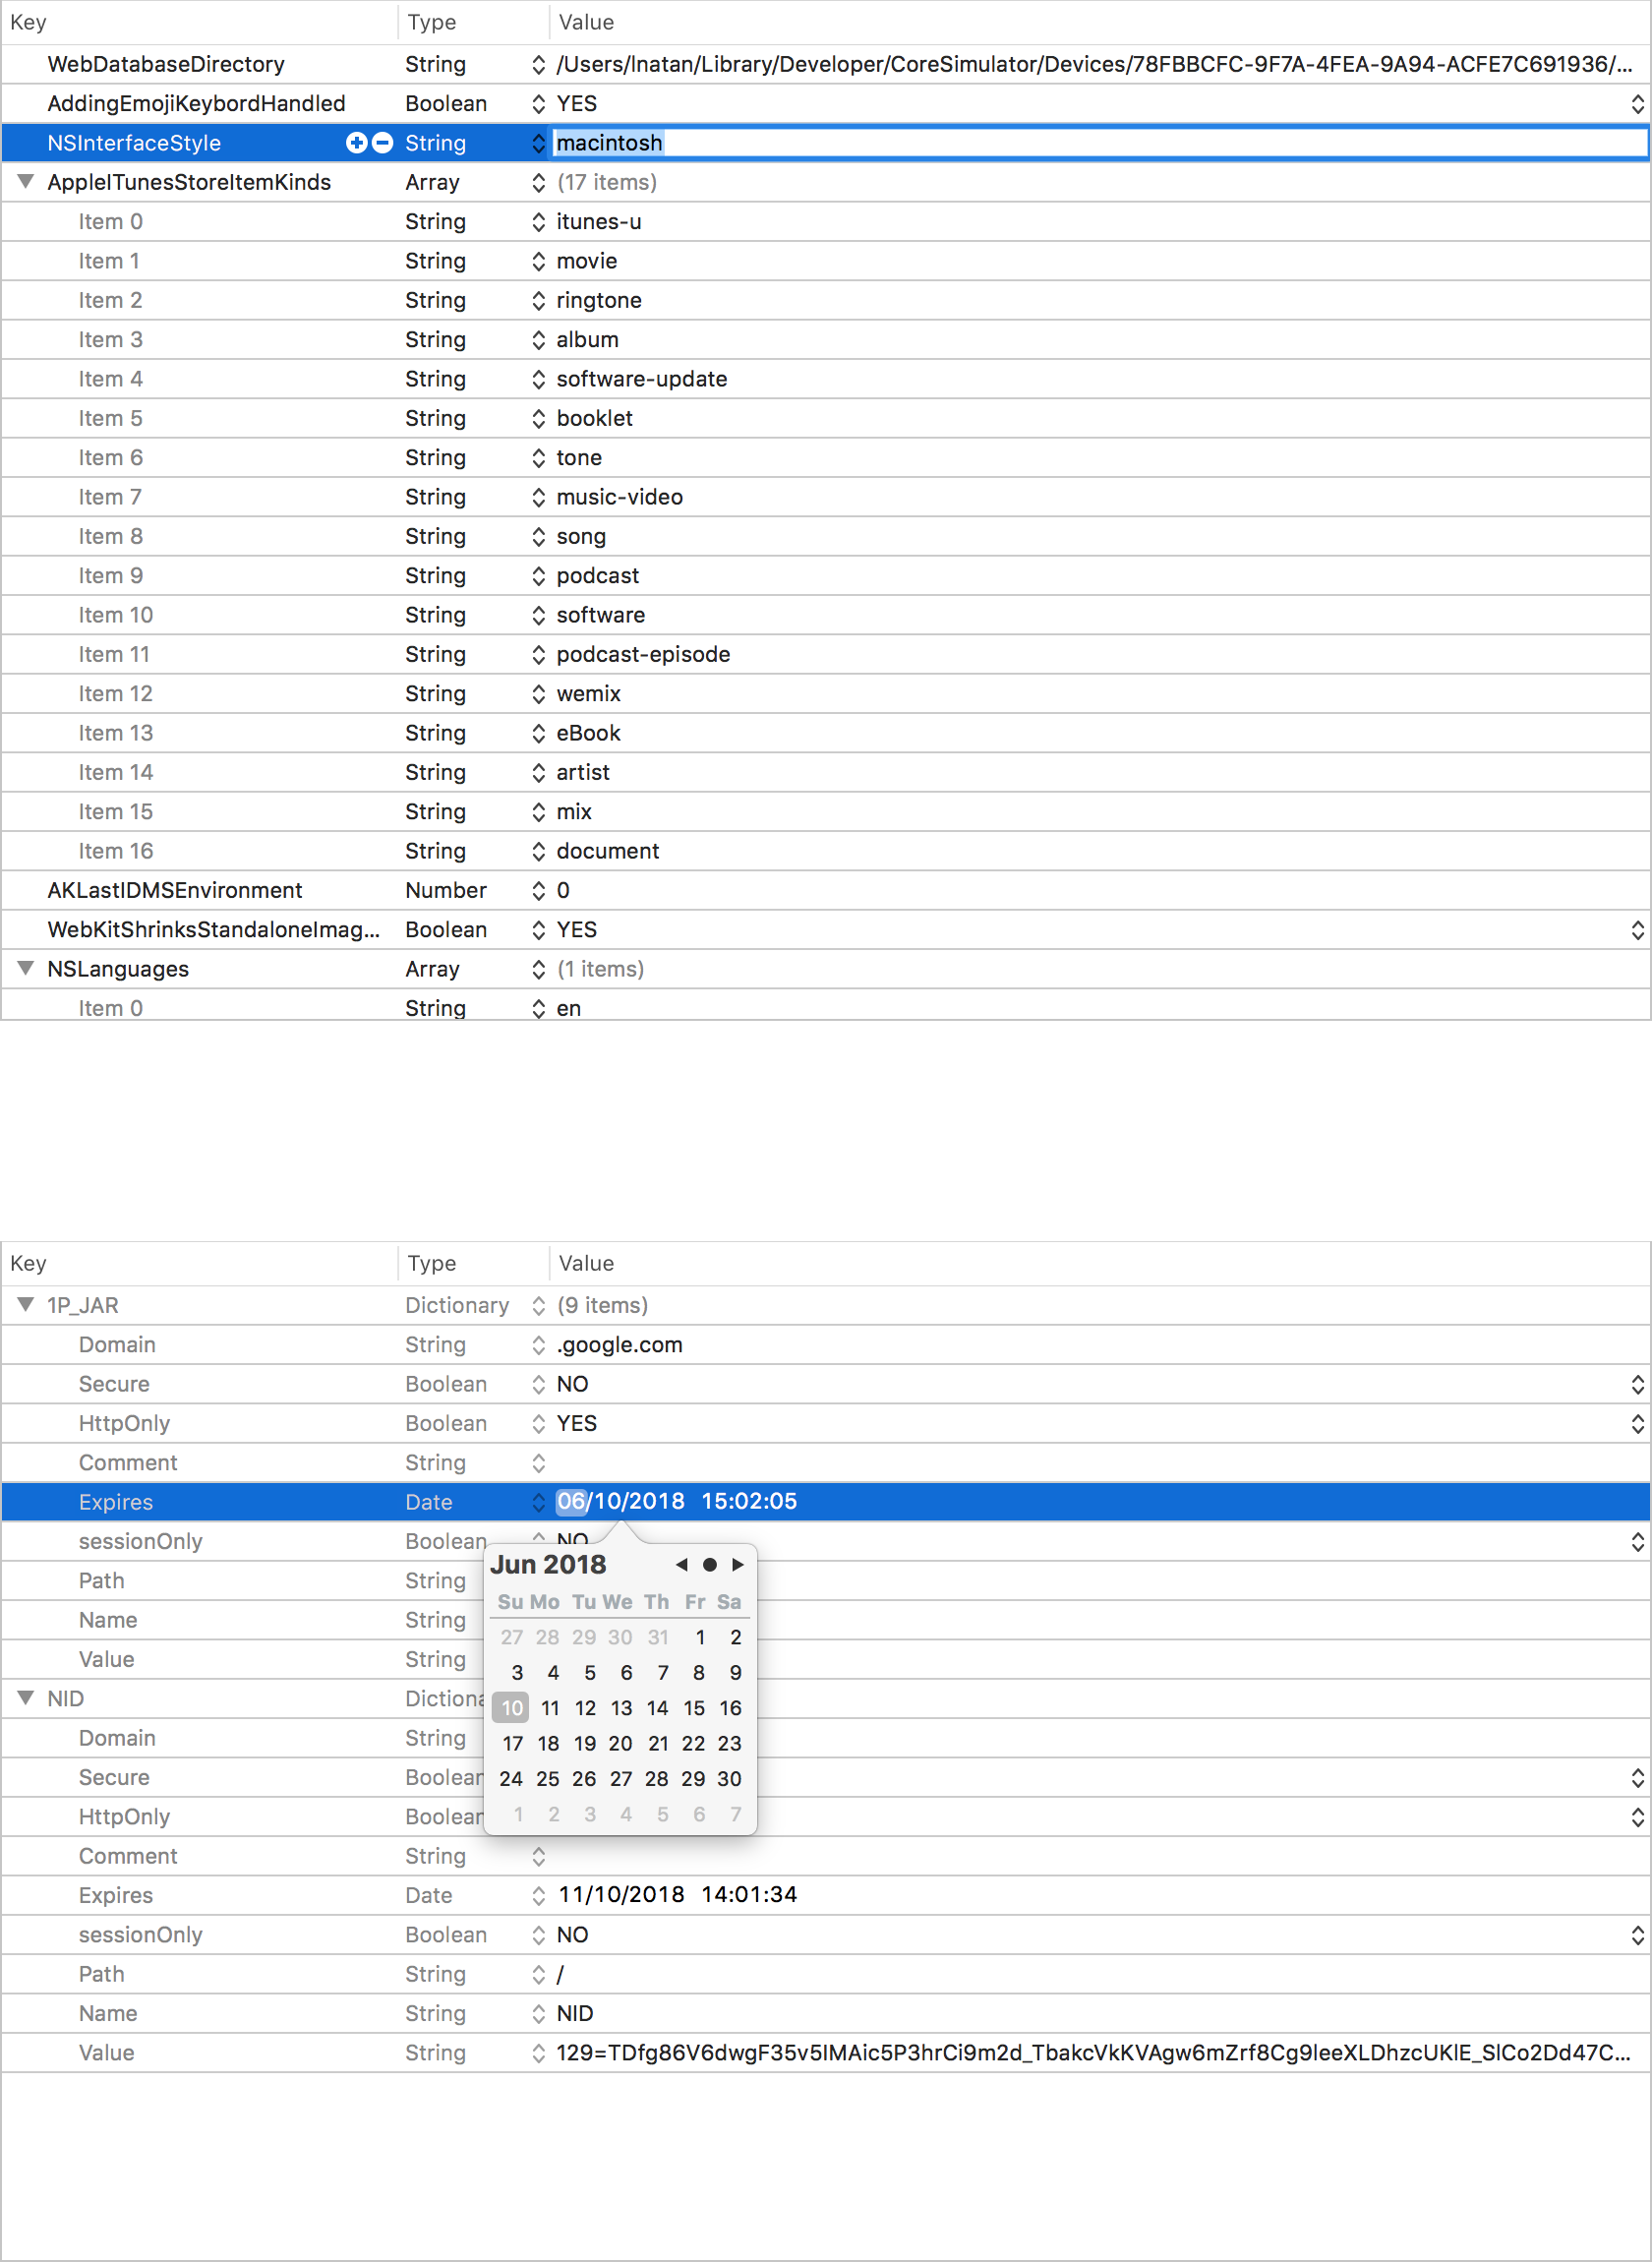 Key Type Value
WebDatabaseDirectory String /Users/lnatan/Library/Developer/CoreSimulator/Devices/78FBBCFC-9F7A-4FEA-9A94-ACFE7C691936/...
AddingEmojiKeybordHandled Boolean YES
NSInterfaceStyle String macintosh
AppleITunesStoreItemKinds Array (17 items)
Item 0 String itunes-u
Item 1 String movie
Item 2 String ringtone
Item 3 String album
Item 4 String software-update
Item 5 String booklet
Item 6 String tone
Item 7 String music-video
Item 8 String song
Item 9 String podcast
Item 10 String software
Item 11 String podcast-episode
Item 12 String wemix
Item 13 String eBook
Item 14 String artist
Item 15 String mix
Item 16 String document
AKLastIDMSEnvironment Number 0
WebKitShrinksStandaloneImag... Boolean YES
NSLanguages Array (1 items)
Item 0 String en
Key Type Value
1P_JAR Dictionary (9 items)
Domain String .google.com
Secure Boolean NO
HttpOnly Boolean YES
Comment String
Expires Date 06/10/2018 15:02:05
sessionOnly Boolean NO
Path String
Name String
Value String
NID Dictiona
Domain String
Secure Boolean
HttpOnly Boolean
Jun 2018
Su Mo Tu We Th Fr Sa
27 28 29 30 31 1 2
3 4 5 6 7 8 9
10 11 12 13 14 15 16
17 18 19 20 21 22 23
24 25 26 27 28 29 30
1 2 3 4 5 6 7
Comment String
Expires Date 11/10/2018 14:01:34
sessionOnly Boolean NO
Path String /
Name String NID
Value String 129=TDfg86V6dwgF35v5IMAic5P3hrCi9m2d_TbakcVkKVAgw6mZrf8Cg9leeXLDhzcUKlE_SlCo2Dd47C...